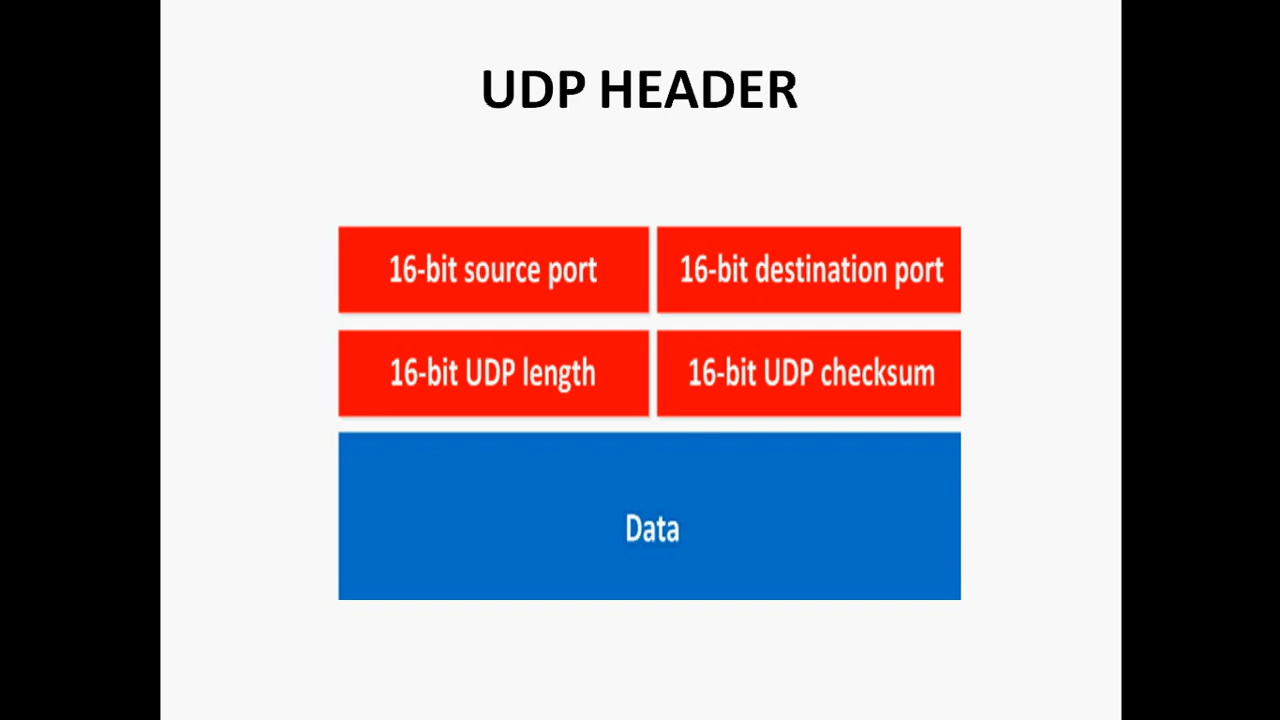 UDP HEADER
16-bit source port
16-bit destination port
16-bit UDP length
16-bit UDP checksum
Data